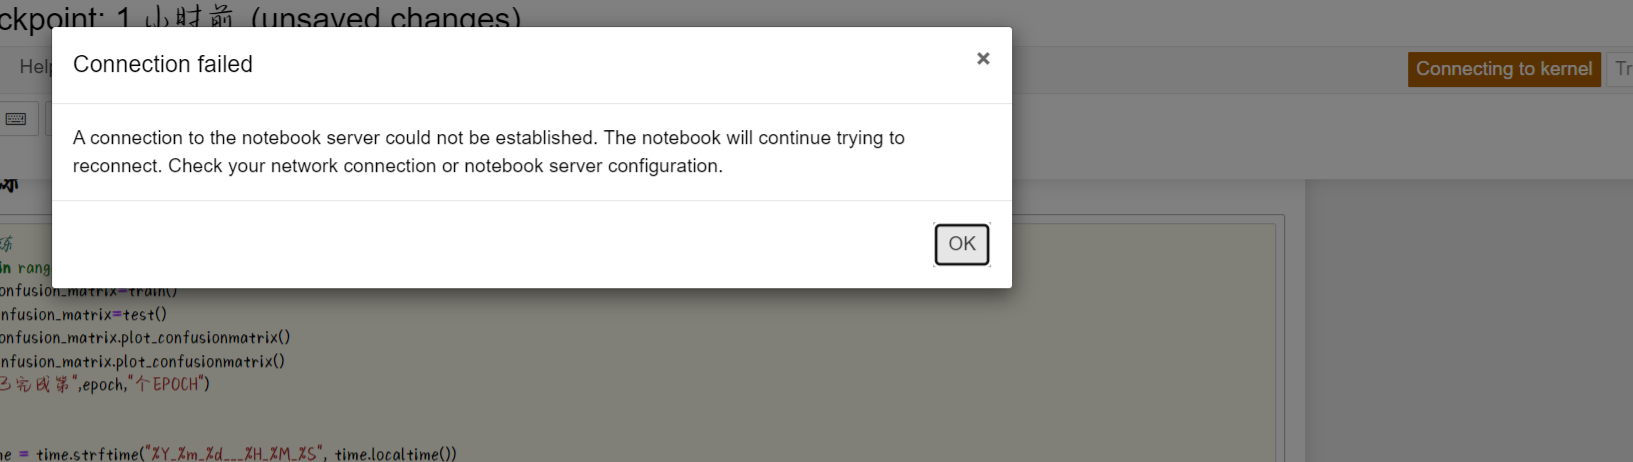 ckpoint: 1 小时前 (unsaved changes)
Help
Connection failed
×
Connecting to kernel
Tr
A connection to the notebook server could not be established. The notebook will continue trying to
reconnect. Check your network connection or notebook server configuration.
OK
练
in rang
onfusion_matrix=train()
nfusion_matrix=test()
onfusion_matrix.plot_confusionmatrix()
nfusion_matrix.plot_confusionmatrix()
已完成第",epoch,"个EPOCH")
ne = time.strftime("%Y_%m_%d___%H_%M_%S", time.localtime())